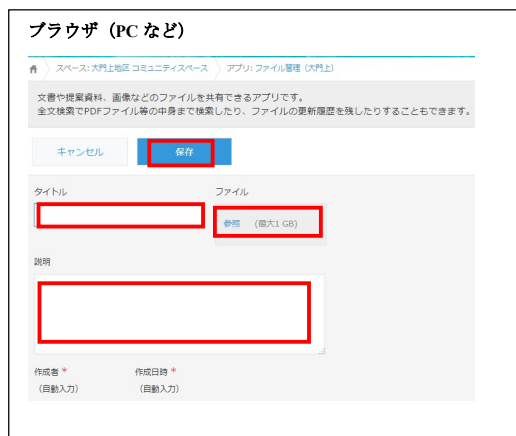 ブラウザ（PC など）
スペース: 大門上地区 コミュニティスペース アプリ: ファイル管理（大門上）
文書や提案資料、画像などのファイルを共有できるアプリです。
全文検索でPDFファイル等の中身まで検索したり、ファイルの更新履歴を残したりすることもできます。
キャンセル 保存
タイトル ファイル
参照 (最大1 GB)
説明
作成者 * 作成日時 *
（自動入力） （自動入力）